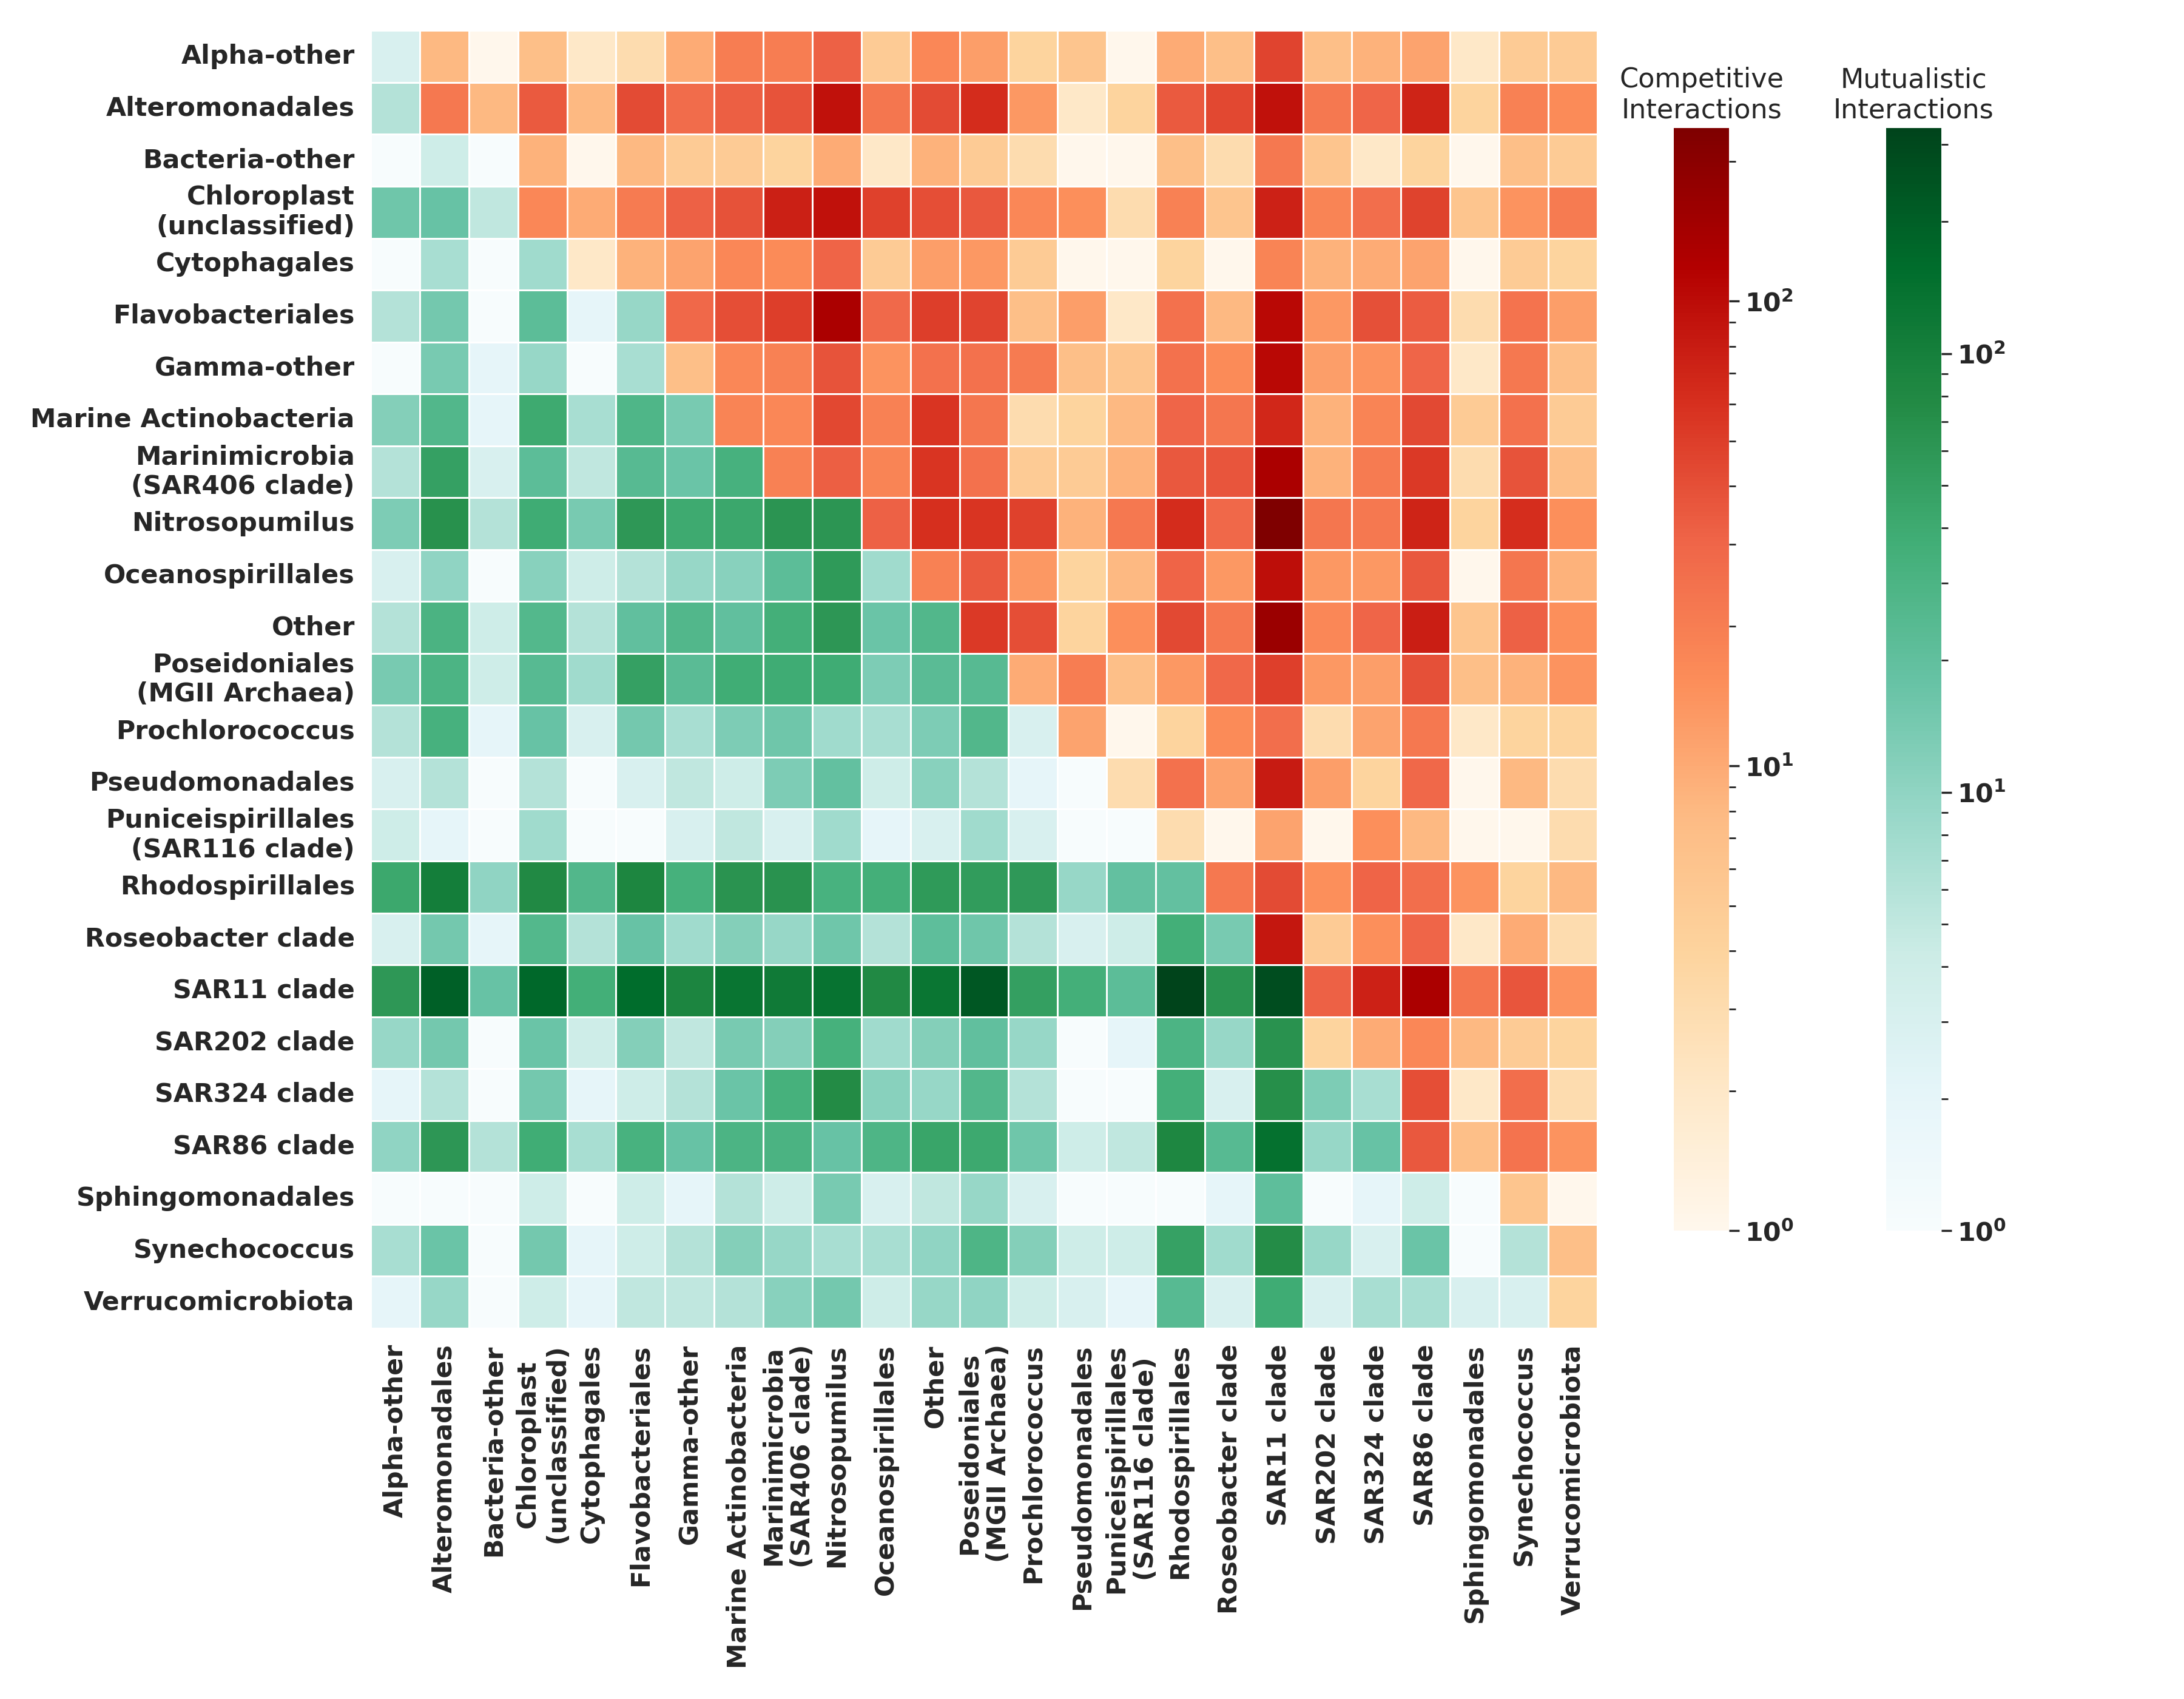 Alpha-other
Alteromonadales
Bacteria-other
Chloroplast
(unclassified)
Cytophagales
Flavobacteriales
Gamma-other
Marine Actinobacteria
Marinimicrobia
(SAR406 clade)
Nitrosopumilus
Oceanospirillales
Other
Poseidoniales
(MGII Archaea)
Prochlorococcus
Pseudomonadales
Puniceispirillales
(SAR116 clade)
Rhodospirillales
Roseobacter clade
SAR11 clade
SAR202 clade
SAR324 clade
SAR86 clade
Sphingomonadales
Synechococcus
Verrucomicrobiota
Alpha-other
Alteromonadales
Bacteria-other
Chloroplast
(unclassified)
Cytophagales
Flavobacteriales
Gamma-other
Marine Actinobacteria
Marinimicrobia
(SAR406 clade)
Nitrosopumilus
Oceanospirillales
Other
Poseidoniales
(MGII Archaea)
Prochlorococcus
Pseudomonadales
Puniceispirillales
(SAR116 clade)
Rhodospirillales
Roseobacter clade
SAR11 clade
SAR202 clade
SAR324 clade
SAR86 clade
Sphingomonadales
Synechococcus
Verrucomicrobiota
Competitive
Interactions
10²
10¹
10⁰
Mutualistic
Interactions
10²
10¹
10⁰